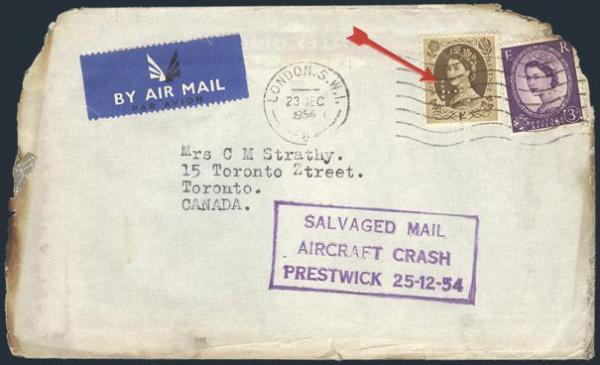 BY AIR MAIL
PAR AVION
LONDON. S.W.1.
23 DEC
1954
E R
3D
Mrs C M Strathy.
15 Toronto Ztreet.
Toronto.
CANADA.
SALVAGED MAIL
AIRCRAFT CRASH
PRESTWICK 25-12-54